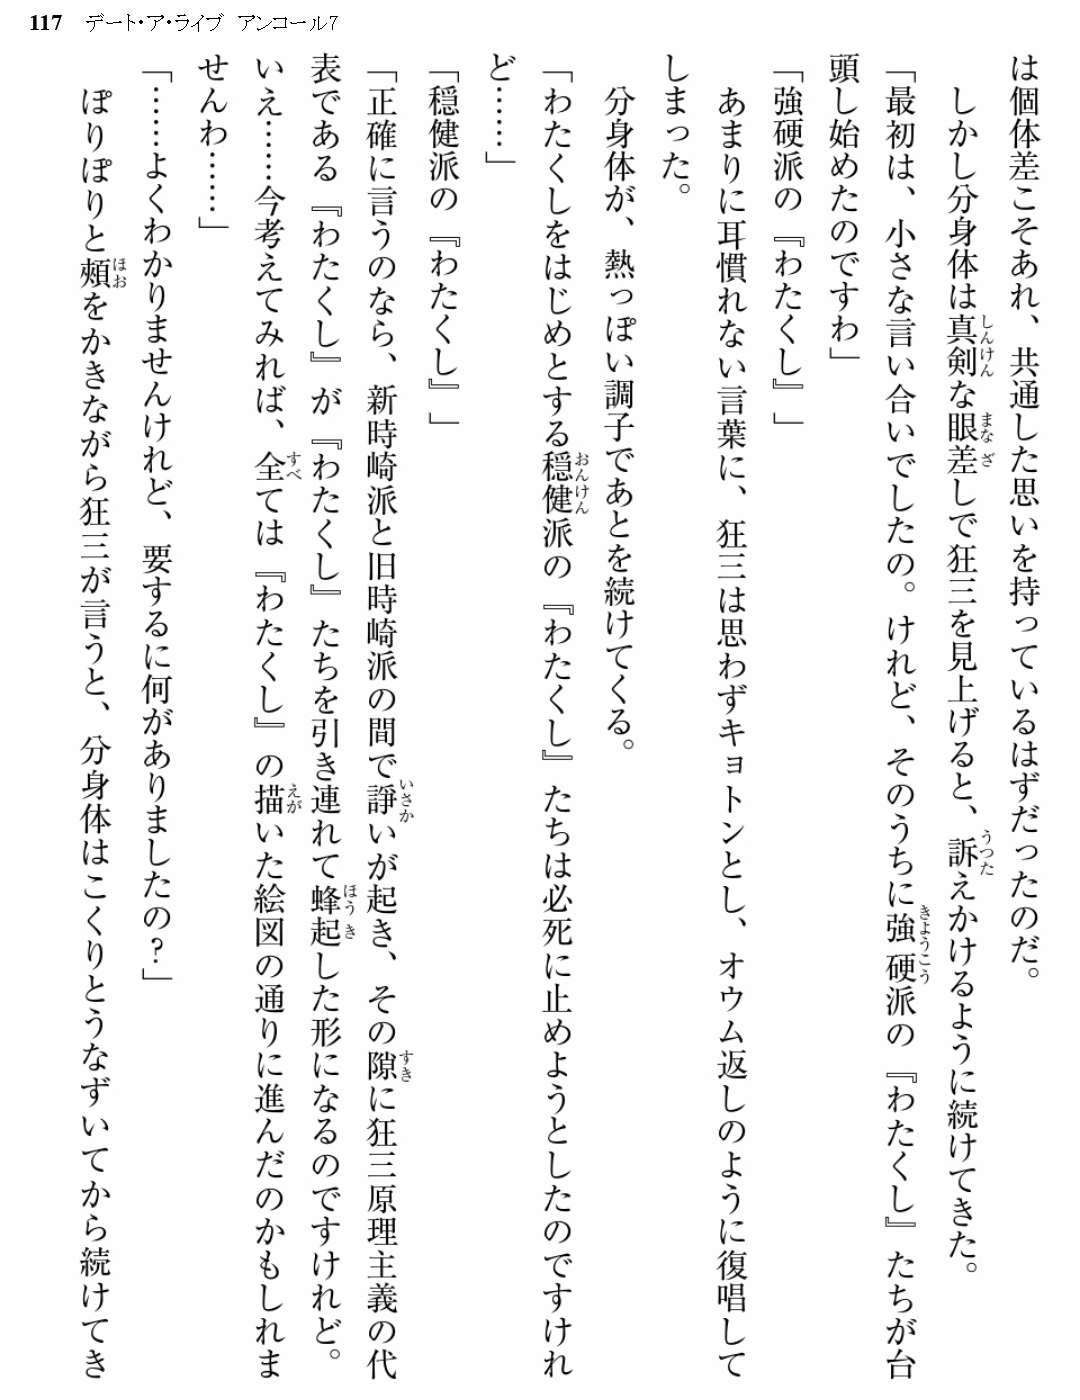 117 デート・ア・ライブ アンコール7
は個体差こそあれ、共通した思いを持っているはずだったのだ。
しかし分身体は真剣な眼差しで狂三を見上げると、訴えかけるように続けてきた。
「最初は、小さな言い合いでしたの。けれど、そのうちに強硬派の『わたくし』たちが台
頭し始めたのですわ」
「強硬派の『わたくし』」
あまりに耳慣れない言葉に、狂三は思わずキョトンとし、オウム返しのように復唱して
しまった。
分身体が、熱っぽい調子であとを続けてくる。
「わたくしをはじめとする穏健派の『わたくし』たちは必死に止めようとしたのですけれ
ど……」
「穏健派の『わたくし』」
「正確に言うのなら、新時崎派と旧時崎派の間で諍いが起き、その隙に狂三原理主義の代
表である『わたくし』が『わたくし』たちを引き連れて蜂起した形になるのですけれど。
いえ……今考えてみれば、全ては『わたくし』の描いた絵図の通りに進んだのかもしれま
せんわ……」
「……よくわかりませんけれど、要するに何がありましたの？」
ぽりぽりと頬をかきながら狂三が言うと、分身体はこくりとうなずいてから続けてき